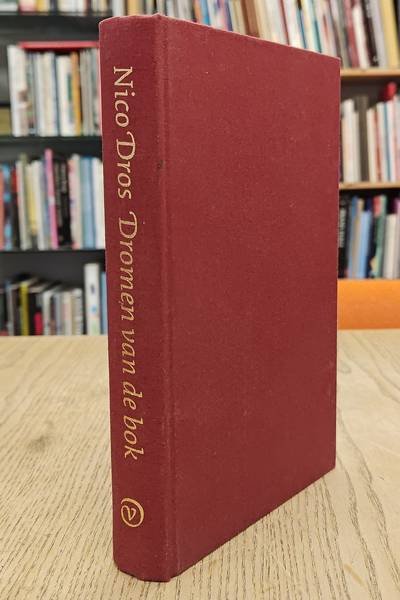 Nico Dros Dromen van de bok